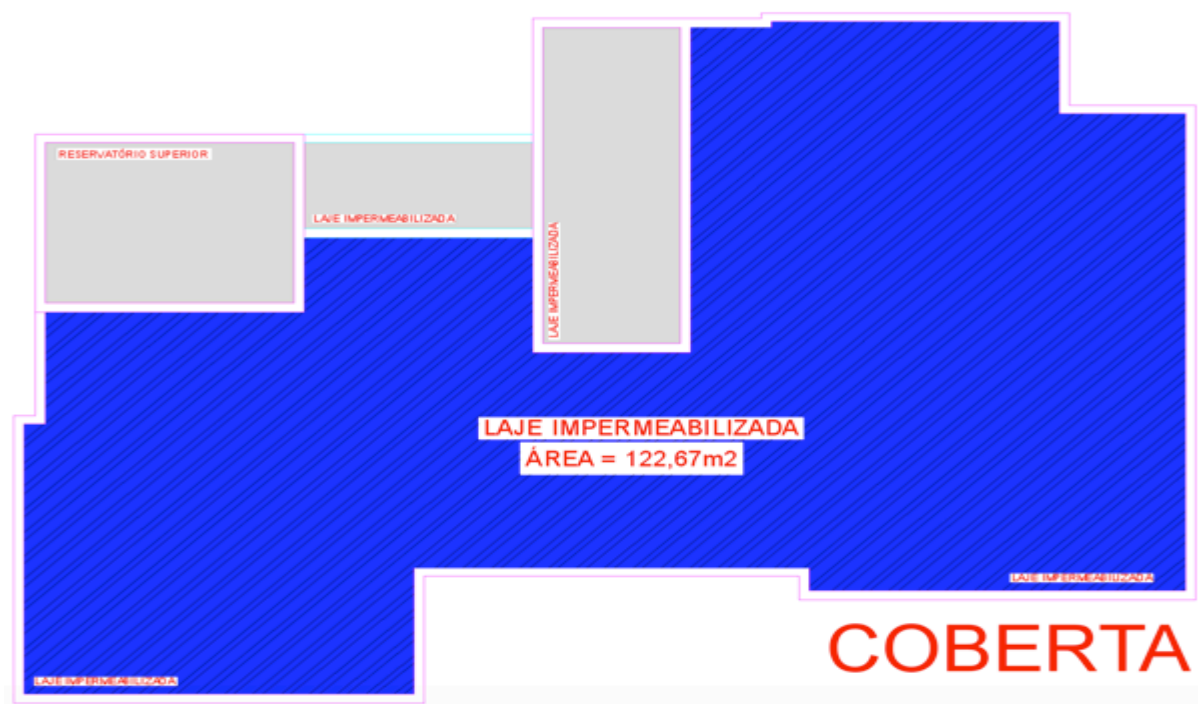 RESERVATÓRIO SUPERIOR
LAJE IMPERMEABILIZADA
LAJE IMPERMEABILIZADA
LAJE IMPERMEABILIZADA
ÁREA = 122,67m2
LAJE IMPERMEABILIZADA
COBERTA
LAJE IMPERMEABILIZADA